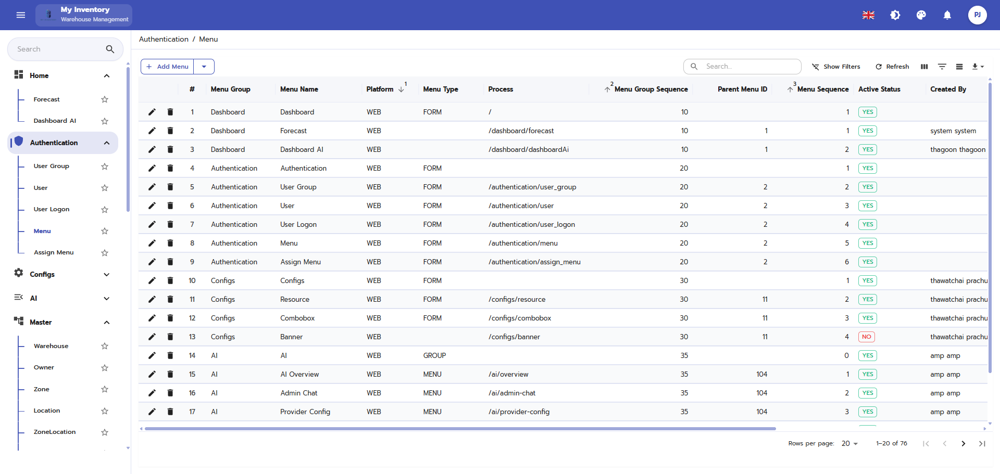 My Inventory
Warehouse Management
PJ
Search
Home
Forecast
Dashboard AI
Authentication
User Group
User
User Logon
Menu
Assign Menu
Configs
AI
Master
Warehouse
Owner
Zone
Location
ZoneLocation
Authentication / Menu
+ Add Menu
Search...
Show Filters
Refresh
# Menu Group Menu Name Platform 1 Menu Type Process 2 Menu Group Sequence Parent Menu ID 3 Menu Sequence Active Status Created By
1 Dashboard Dashboard WEB FORM / 10 1 YES
2 Dashboard Forecast WEB /dashboard/forecast 10 1 1 YES system system
3 Dashboard Dashboard AI WEB /dashboard/dashboardAi 10 1 2 YES thagoon thagoon
4 Authentication Authentication WEB FORM 20 1 YES
5 Authentication User Group WEB FORM /authentication/user_group 20 2 2 YES
6 Authentication User WEB FORM /authentication/user 20 2 3 YES
7 Authentication User Logon WEB FORM /authentication/user_logon 20 2 4 YES
8 Authentication Menu WEB FORM /authentication/menu 20 2 5 YES
9 Authentication Assign Menu WEB FORM /authentication/assign_menu 20 2 6 YES
10 Configs Configs WEB FORM 30 1 YES thawatchai prachu
11 Configs Resource WEB FORM /configs/resource 30 11 2 YES thawatchai prachu
12 Configs Combobox WEB FORM /configs/combobox 30 11 3 YES thawatchai prachu
13 Configs Banner WEB /configs/banner 30 11 4 NO thawatchai prachu
14 AI AI WEB GROUP 35 0 YES amp amp
15 AI AI Overview WEB MENU /ai/overview 35 104 1 YES amp amp
16 AI Admin Chat WEB MENU /ai/admin-chat 35 104 2 YES amp amp
17 AI Provider Config WEB MENU /ai/provider-config 35 104 3 YES amp amp
Rows per page: 20 1–20 of 76